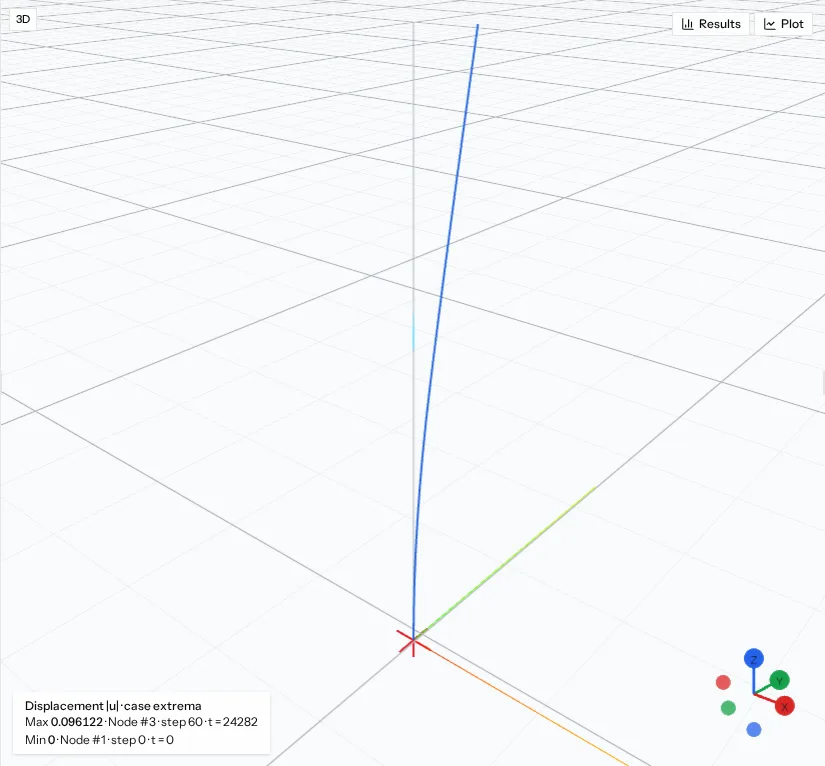 3D
Results
Plot
Z
Y
X
Displacement |u| · case extrema
Max 0.096122 · Node #3 · step 60 · t = 24282
Min 0 · Node #1 · step 0 · t = 0